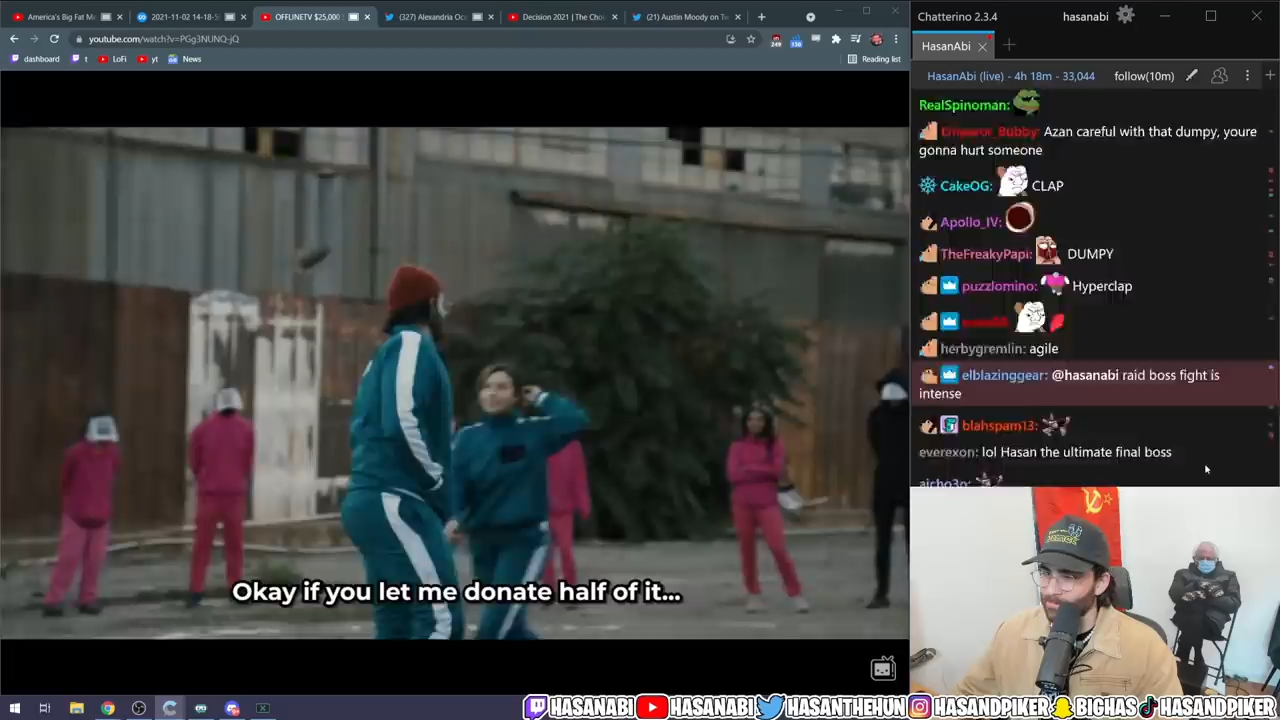 America's Big Fat M
2021-11-02 14-18-5
OFFLINETV $25,000
(327) Alexandria Oc
Decision 2021 | The Cho
(21) Austin Moody on Tw
youtube.com/watch?v=PGg3NUNQ-jQ
249
130
dashboard
t
LoFi
yt
News
Reading list
Okay if you let me donate half of it...
Chatterino 2.3.4
hasanabi
HasanAbi
HasanAbi (live) - 4h 18m - 33,044
follow(10m)
RealSpinoman:
Azan careful with that dumpy, youre
gonna hurt someone
CakeOG: CLAP
Apollo_IV:
TheFreakyPapi: DUMPY
puzzlomino: Hyperclap
herbygremlin: agile
elblazinggear: @hasanabi raid boss fight is
intense
blahspam13:
everexon: lol Hasan the ultimate final boss
aicho3o:
HASANABI HASANABI HASANTHEHUN HASANDPIKER BIGHAS HASANDPIKER